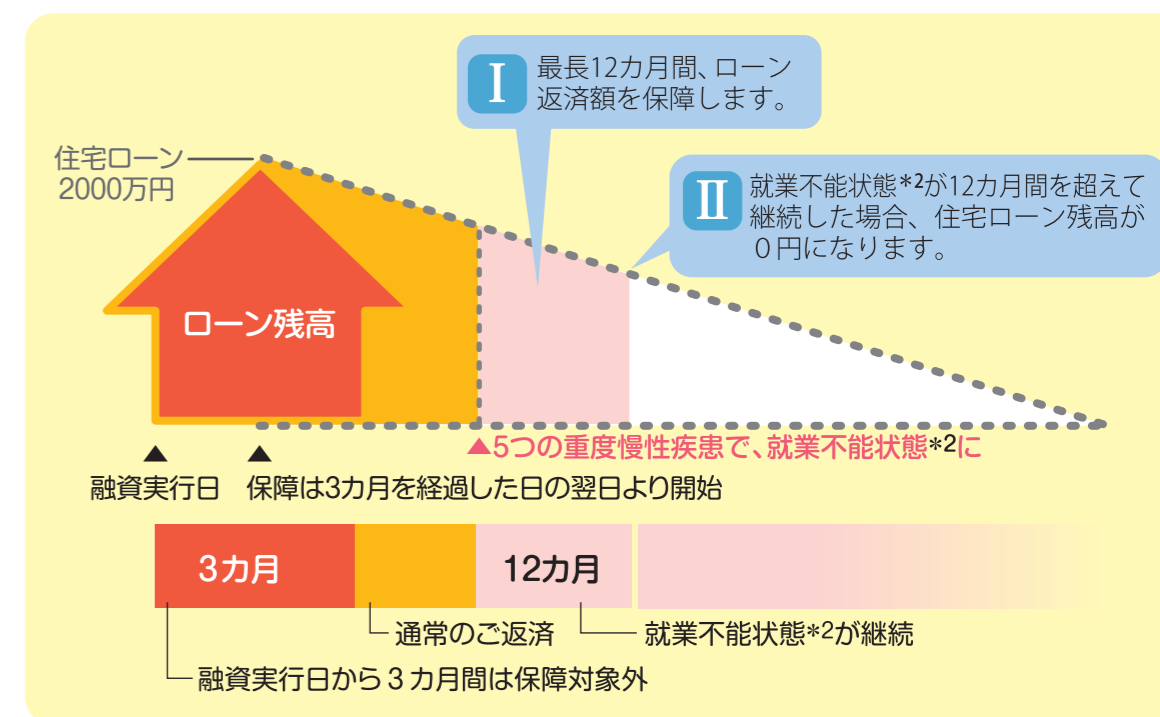 Ⅰ
最長12カ月間、ローン
返済額を保障します。
住宅ローン
2000万円
Ⅱ
就業不能状態*2が12カ月間を超えて
継続した場合、住宅ローン残高が
０円になります。
ローン残高
▲5つの重度慢性疾患で、就業不能状態*2に
▲ ▲
融資実行日 保障は3カ月を経過した日の翌日より開始
3カ月 12カ月
通常のご返済 就業不能状態*2が継続
融資実行日から３カ月間は保障対象外